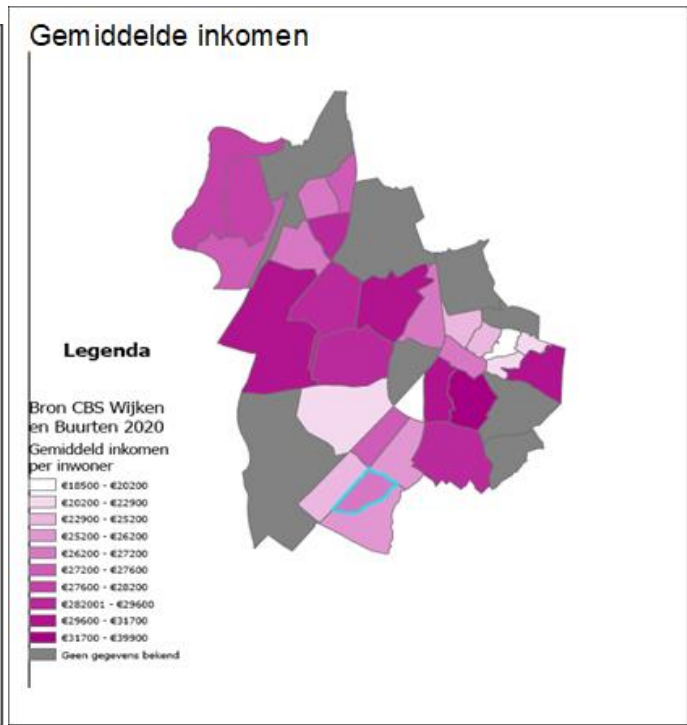 Gemiddelde inkomen
Legenda
Bron CBS Wijken
en Buurten 2020
Gemiddeld inkomen
per inwoner
€18500 - €20200
€20200 - €22900
€22900 - €25200
€25200 - €26200
€26200 - €27200
€27200 - €27600
€27600 - €28200
€282001 - €29600
€29600 - €31700
€31700 - €39900
Geen gegevens bekend